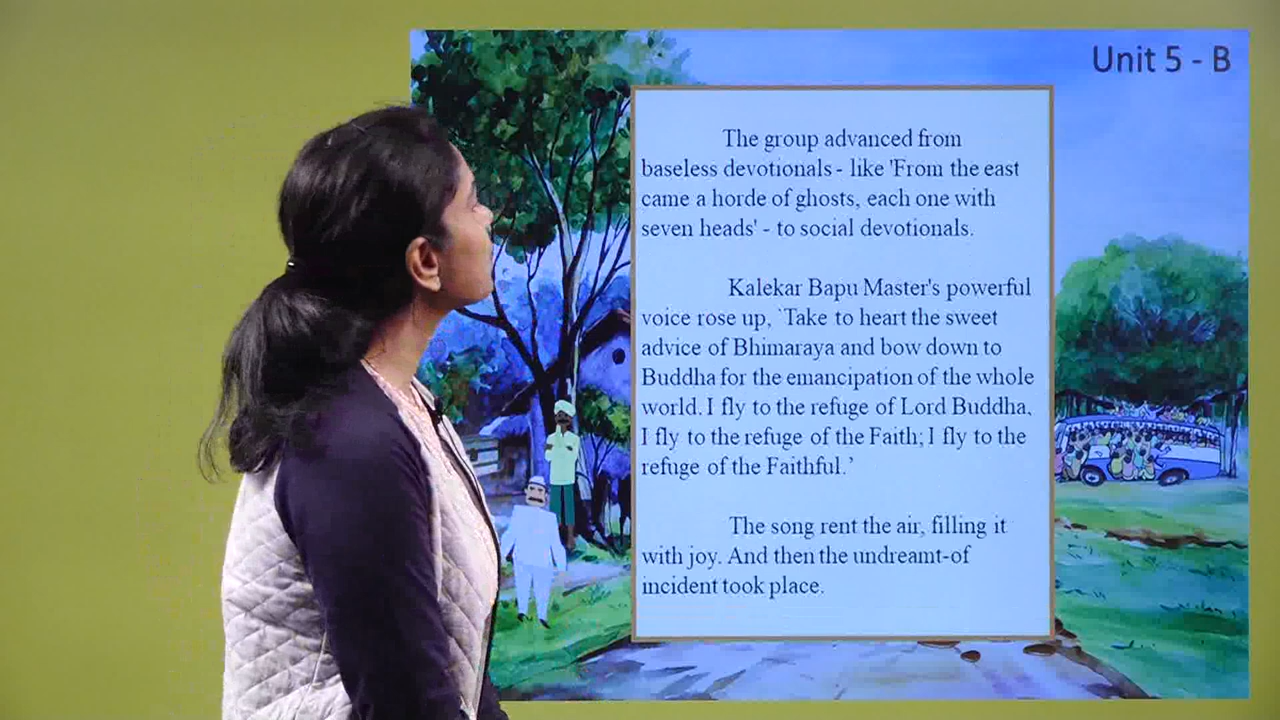 Unit 5 - B
The group advanced from
baseless devotionals - like 'From the east
came a horde of ghosts, each one with
seven heads' - to social devotionals.
Kalekar Bapu Master's powerful
voice rose up, `Take to heart the sweet
advice of Bhimaraya and bow down to
Buddha for the emancipation of the whole
world. I fly to the refuge of Lord Buddha,
I fly to the refuge of the Faith; I fly to the
refuge of the Faithful.’
The song rent the air, filling it
with joy. And then the undreamt-of
incident took place.